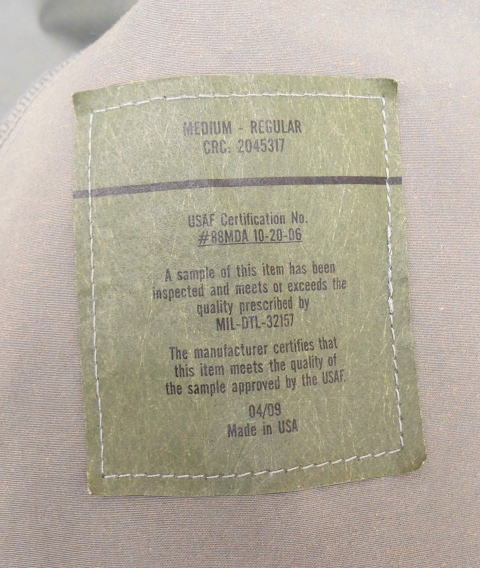 MEDIUM - REGULAR
CRC: 2045317
USAF Certification No.
#88MDA 10-20-06
A sample of this item has been
inspected and meets or exceeds the
quality prescribed by
MIL-DTL-32157
The manufacturer certifies that
this item meets the quality of
the sample approved by the USAF.
04/09
Made in USA